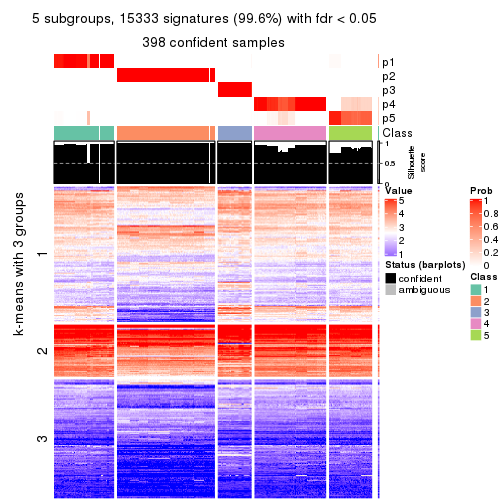 5 subgroups, 15333 signatures (99.6%) with fdr < 0.05
398 confident samples
p1
p2
p3
p4
p5
Class
1
0.5
0
Silhouette
score
k-means with 3 groups
1
2
3
Value
5
4
3
2
1
Status (barplots)
confident
ambiguous
Prob
1
0.8
0.6
0.4
0.2
0
Class
1
2
3
4
5